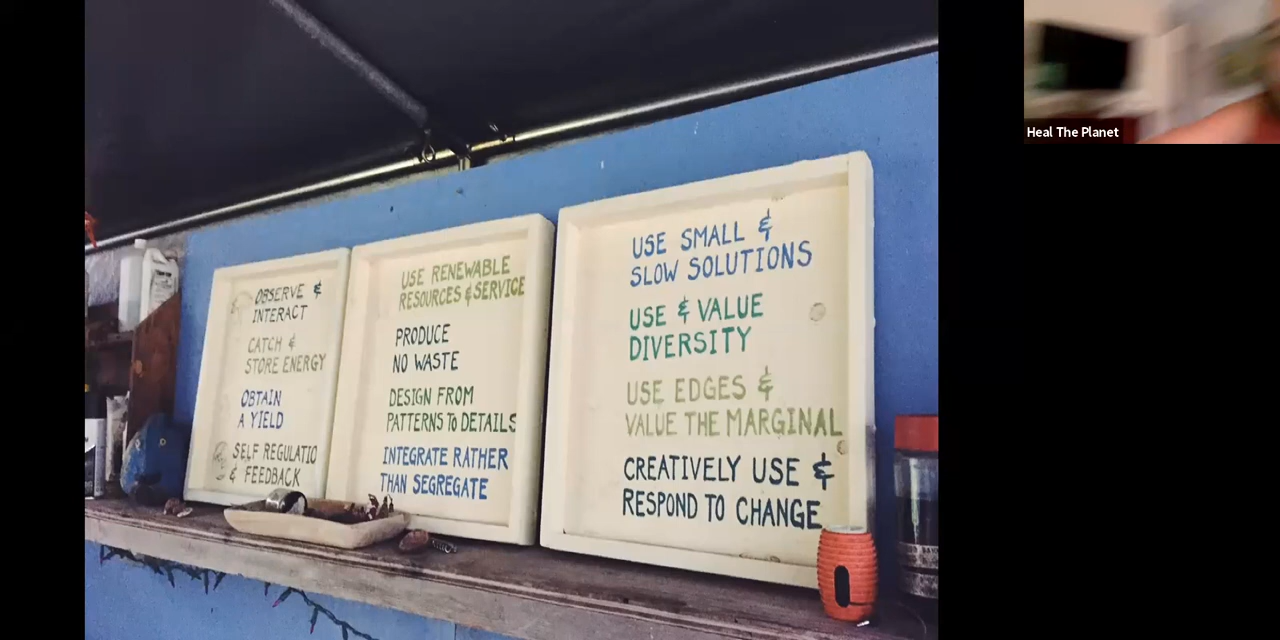 OBSERVE &
INTERACT
CATCH &
STORE ENERGY
OBTAIN
A YIELD
SELF REGULATIO
& FEEDBACK
USE RENEWABLE
RESOURCES & SERVICE
PRODUCE
NO WASTE
DESIGN FROM
PATTERNS TO DETAILS
INTEGRATE RATHER
THAN SEGREGATE
USE SMALL &
SLOW SOLUTIONS
USE & VALUE
DIVERSITY
USE EDGES &
VALUE THE MARGINAL
CREATIVELY USE &
RESPOND TO CHANGE
Heal The Planet